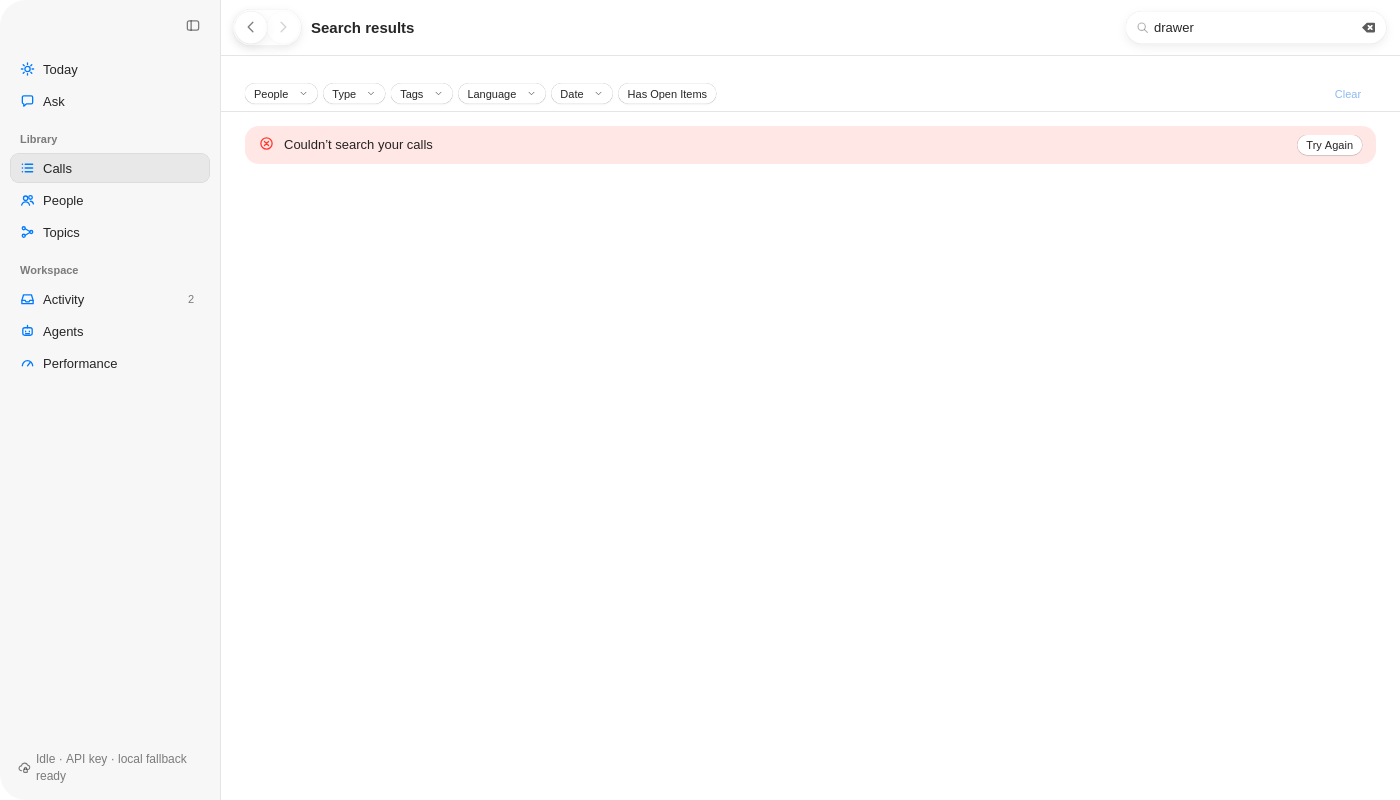 Search results
drawer
Today
Ask
Library
Calls
People
Topics
Workspace
Activity 2
Agents
Performance
Idle · API key · local fallback
ready
People Type Tags Language Date Has Open Items Clear
Couldn’t search your calls Try Again